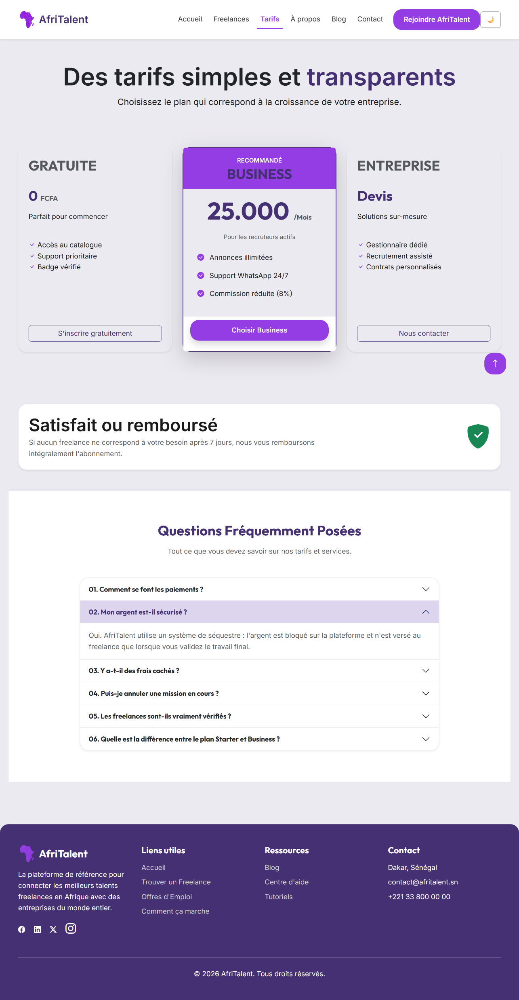 AfriTalent
Accueil Freelances Tarifs À propos Blog Contact Rejoindre AfriTalent
Des tarifs simples et transparents
Choisissez le plan qui correspond à la croissance de votre entreprise.
GRATUITE
0 FCFA
Parfait pour commencer
Accès au catalogue
Support prioritaire
Badge vérifié
S'inscrire gratuitement
RECOMMANDÉ
BUSINESS
25.000 /Mois
Pour les recruteurs actifs
Annonces illimitées
Support WhatsApp 24/7
Commission réduite (8%)
Choisir Business
ENTREPRISE
Devis
Solutions sur-mesure
Gestionnaire dédié
Recrutement assisté
Contrats personnalisés
Nous contacter
Satisfait ou remboursé
Si aucun freelance ne correspond à votre besoin après 7 jours, nous vous remboursons
intégralement l'abonnement.
Questions Fréquemment Posées
Tout ce que vous devez savoir sur nos tarifs et services.
01. Comment se font les paiements ?
02. Mon argent est-il sécurisé ?
Oui. AfriTalent utilise un système de séquestre : l'argent est bloqué sur la plateforme et n'est versé au
freelance que lorsque vous validez le travail final.
03. Y a-t-il des frais cachés ?
04. Puis-je annuler une mission en cours ?
05. Les freelances sont-ils vraiment vérifiés ?
06. Quelle est la différence entre le plan Starter et Business ?
AfriTalent
La plateforme de référence pour
connecter les meilleurs talents
freelances en Afrique avec des
entreprises du monde entier.
Liens utiles
Accueil
Trouver un Freelance
Offres d'Emploi
Comment ça marche
Ressources
Blog
Centre d'aide
Tutoriels
Contact
Dakar, Sénégal
contact@afritalent.sn
+221 33 800 00 00
© 2026 AfriTalent. Tous droits réservés.